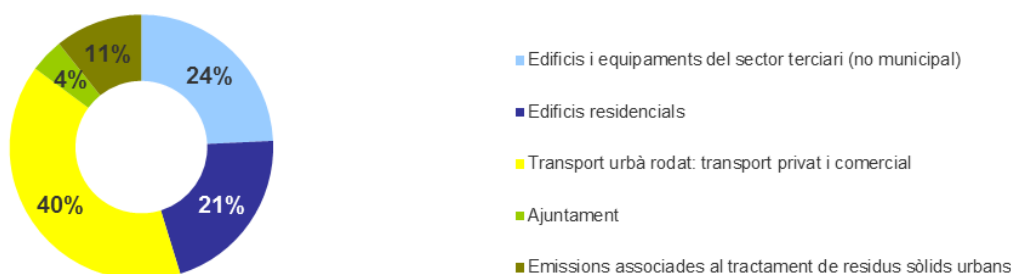 11%
24%
4%
40%
21%
Edificis i equipaments del sector terciari (no municipal)
Edificis residencials
Transport urbà rodat: transport privat i comercial
Ajuntament
Emissions associades al tractament de residus sòlids urbans